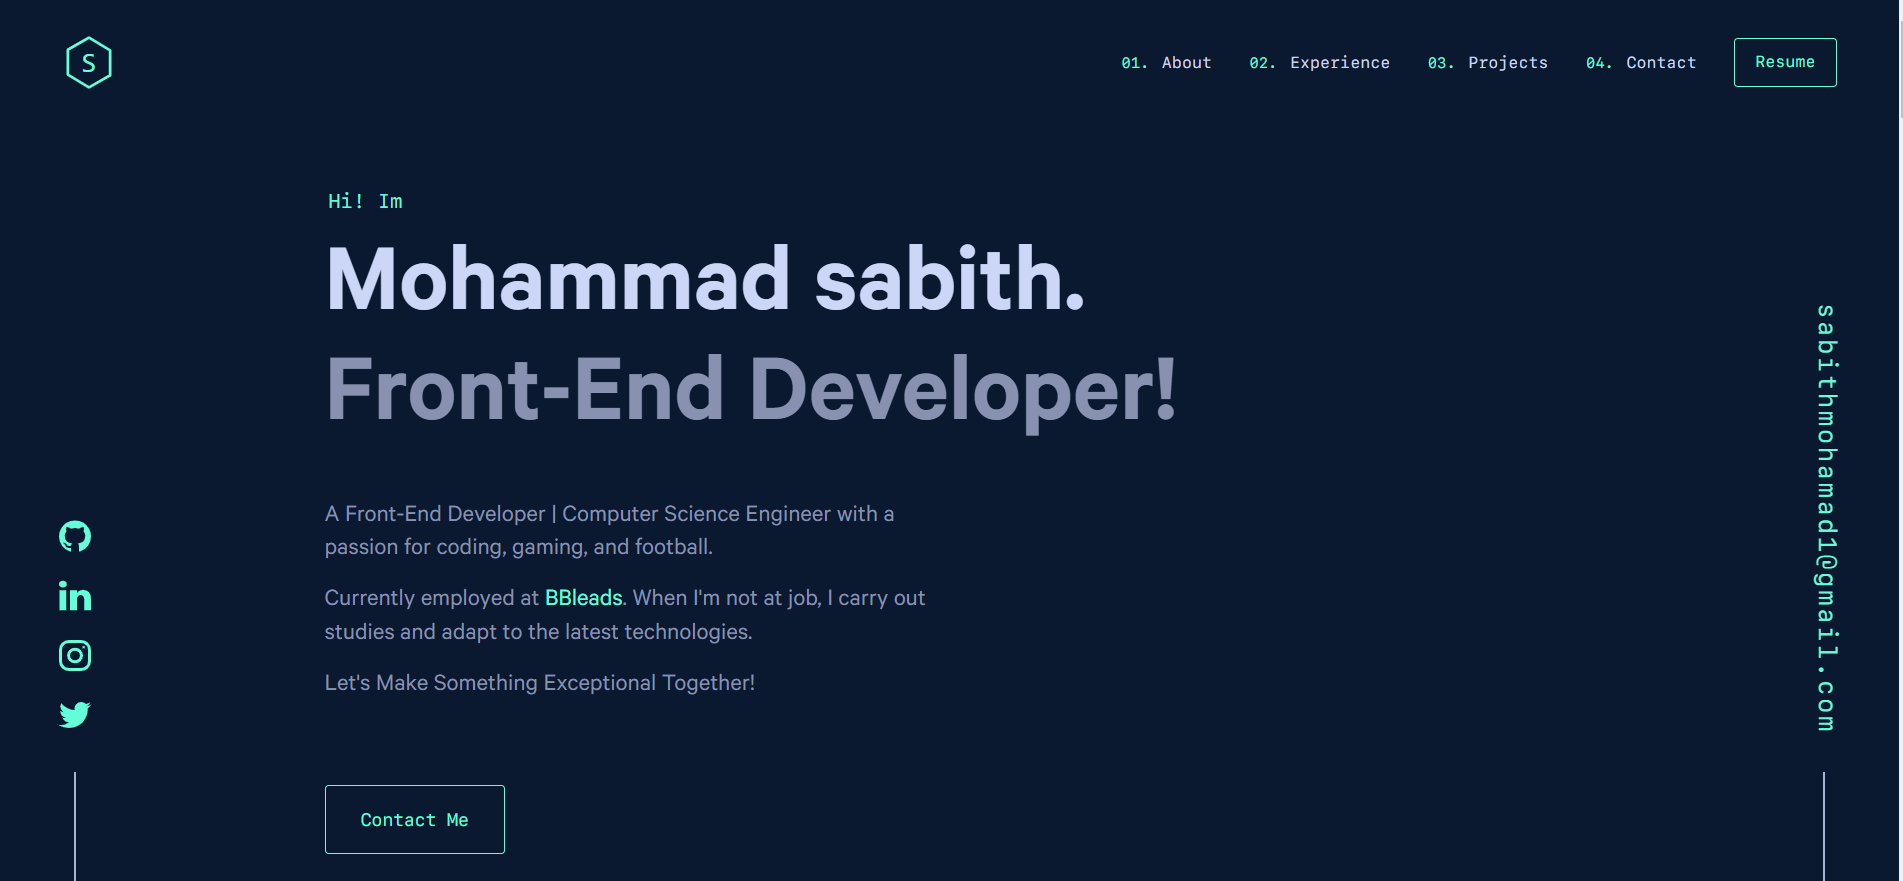 S
01. About 02. Experience 03. Projects 04. Contact Resume
Hi! Im
Mohammad sabith.
Front-End Developer!
A Front-End Developer | Computer Science Engineer with a
passion for coding, gaming, and football.
Currently employed at BBleads. When I'm not at job, I carry out
studies and adapt to the latest technologies.
Let's Make Something Exceptional Together!
Contact Me
in
sabithmohamad1@gmail.com